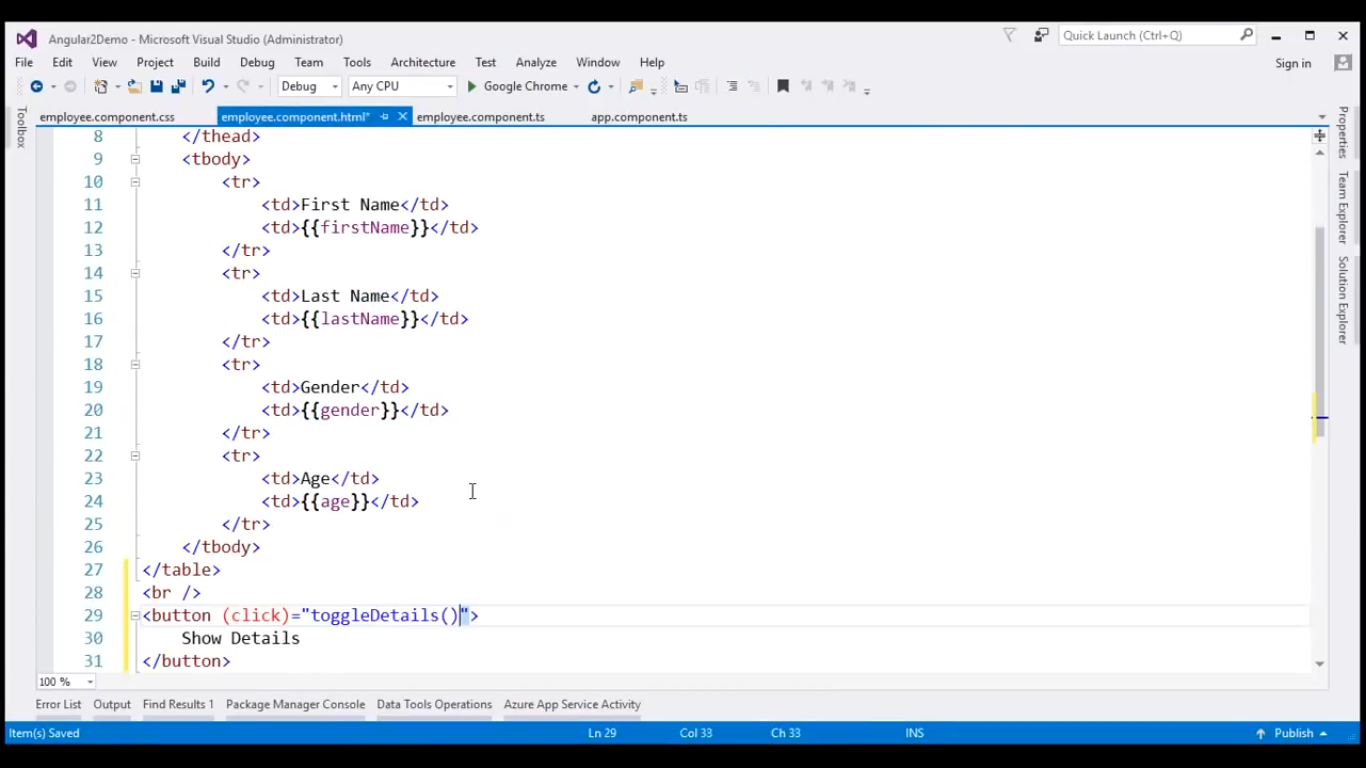 Angular2Demo - Microsoft Visual Studio (Administrator)
Quick Launch (Ctrl+Q)
File Edit View Project Build Debug Team Tools Architecture Test Analyze Window Help
Sign in
Debug Any CPU Google Chrome
employee.component.css employee.component.html* employee.component.ts app.component.ts
Toolbox
Properties
Team Explorer
Solution Explorer
8 </thead>
9 <tbody>
10 <tr>
11 <td>First Name</td>
12 <td>{{firstName}}</td>
13 </tr>
14 <tr>
15 <td>Last Name</td>
16 <td>{{lastName}}</td>
17 </tr>
18 <tr>
19 <td>Gender</td>
20 <td>{{gender}}</td>
21 </tr>
22 <tr>
23 <td>Age</td>
24 <td>{{age}}</td>
25 </tr>
26 </tbody>
27 </table>
28 <br />
29 <button (click)="toggleDetails()">
30 Show Details
31 </button>
100 %
Error List Output Find Results 1 Package Manager Console Data Tools Operations Azure App Service Activity
Item(s) Saved Ln 29 Col 33 Ch 33 INS Publish